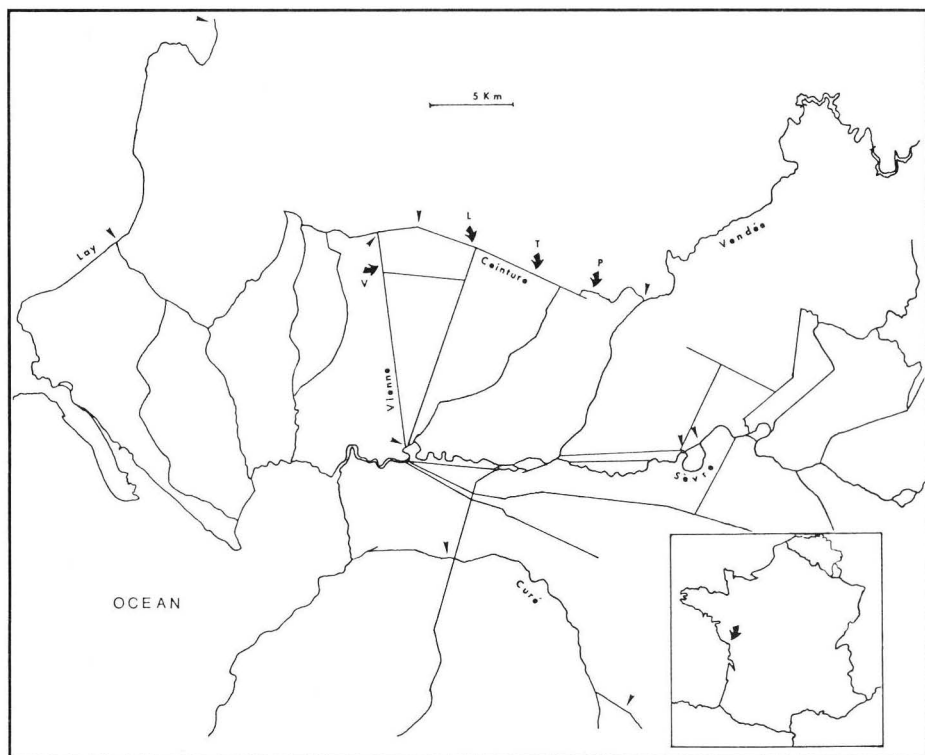 5 Km
Lay
L
T
P
V
Ceinture
Vendée
Vienne
Sèvre
Curé
OCEAN